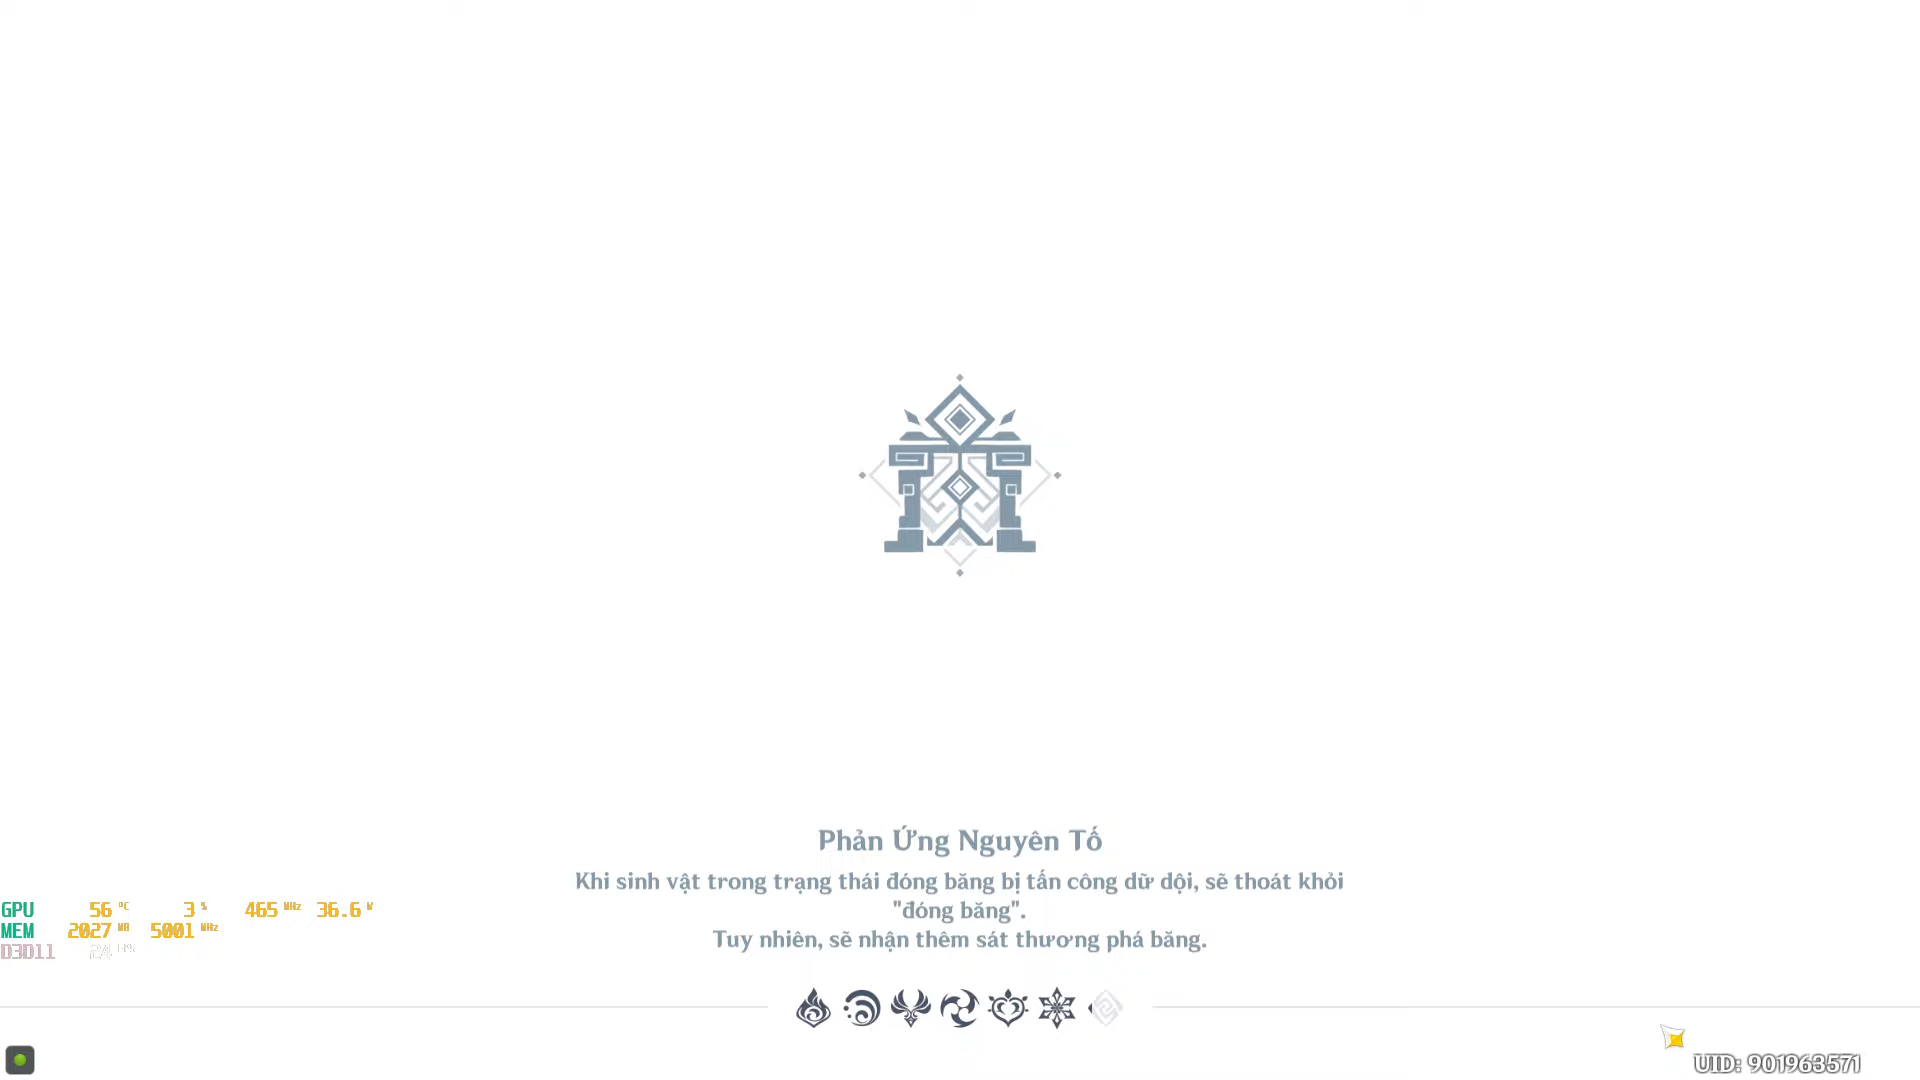 Phản Ứng Nguyên Tố
Khi sinh vật trong trạng thái đóng băng bị tấn công dữ dội, sẽ thoát khỏi
"đóng băng".
Tuy nhiên, sẽ nhận thêm sát thương phá băng.
GPU 56 °C 3 % 465 MHz 36.6 W
MEM 2027 MB 5001 MHz
D3D11 24 FPS
UID: 901963571